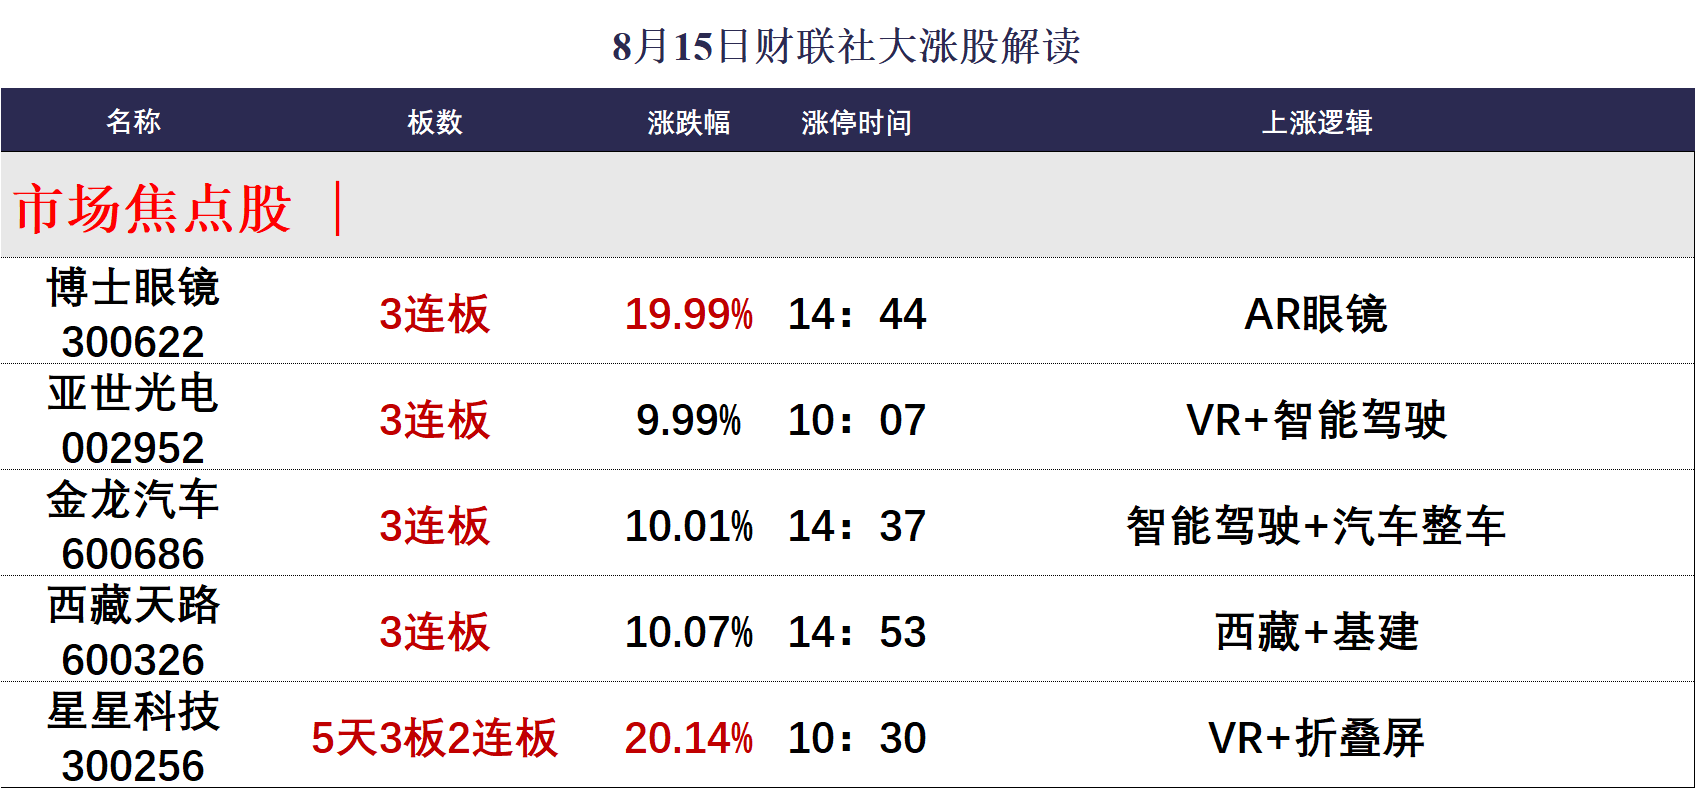 8月15日财联社大涨股解读
名称 板数 涨跌幅 涨停时间 上涨逻辑
市场焦点股 |
博士眼镜
300622 3连板 19.99% 14：44 AR眼镜
亚世光电
002952 3连板 9.99% 10：07 VR+智能驾驶
金龙汽车
600686 3连板 10.01% 14：37 智能驾驶+汽车整车
西藏天路
600326 3连板 10.07% 14：53 西藏+基建
星星科技
300256 5天3板2连板 20.14% 10：30 VR+折叠屏